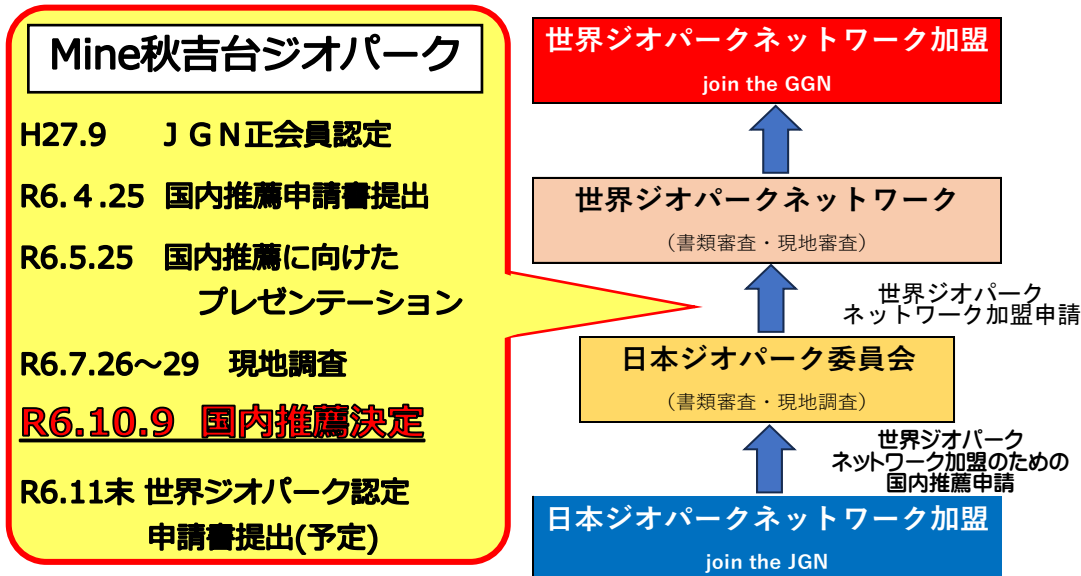 Mine秋吉台ジオパーク
H27.9 JGN正会員認定
R6.4.25 国内推薦申請書提出
R6.5.25 国内推薦に向けた
プレゼンテーション
R6.7.26～29 現地調査
R6.10.9 国内推薦決定
R6.11末 世界ジオパーク認定
申請書提出(予定)
世界ジオパークネットワーク加盟
join the GGN
世界ジオパークネットワーク
（書類審査・現地審査）
世界ジオパーク
ネットワーク加盟申請
日本ジオパーク委員会
（書類審査・現地調査）
世界ジオパーク
ネットワーク加盟のための
国内推薦申請
日本ジオパークネットワーク加盟
join the JGN